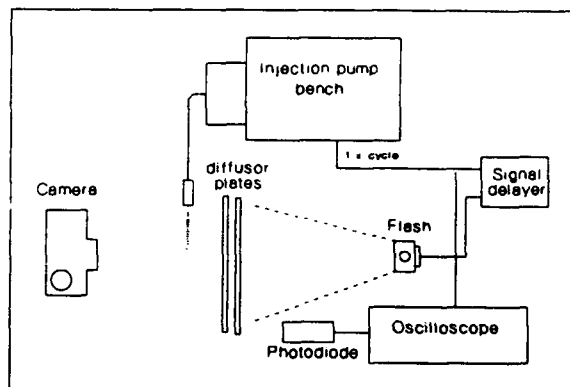 Injection pump
bench
1 x cycle
Signal
delayer
diffusor
plates
Camera
Flash
Oscilloscope
Photodiode